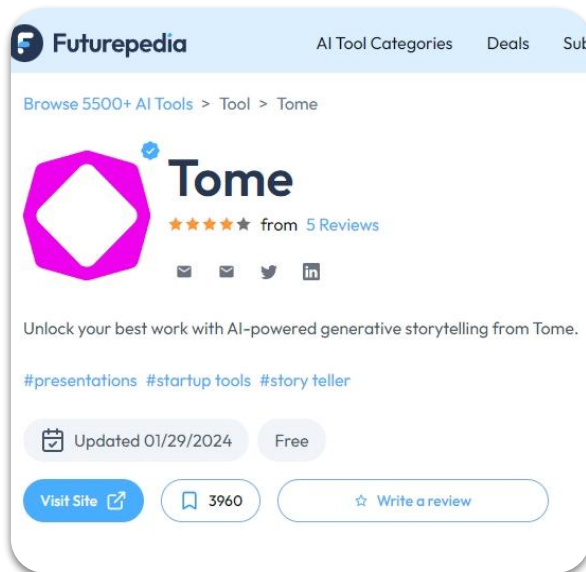 Futurepedia AI Tool Categories Deals Sub
Browse 5500+ AI Tools > Tool > Tome
Tome
from 5 Reviews
Unlock your best work with AI-powered generative storytelling from Tome.
#presentations #startup tools #story teller
Updated 01/29/2024 Free
Visit Site 3960 Write a review